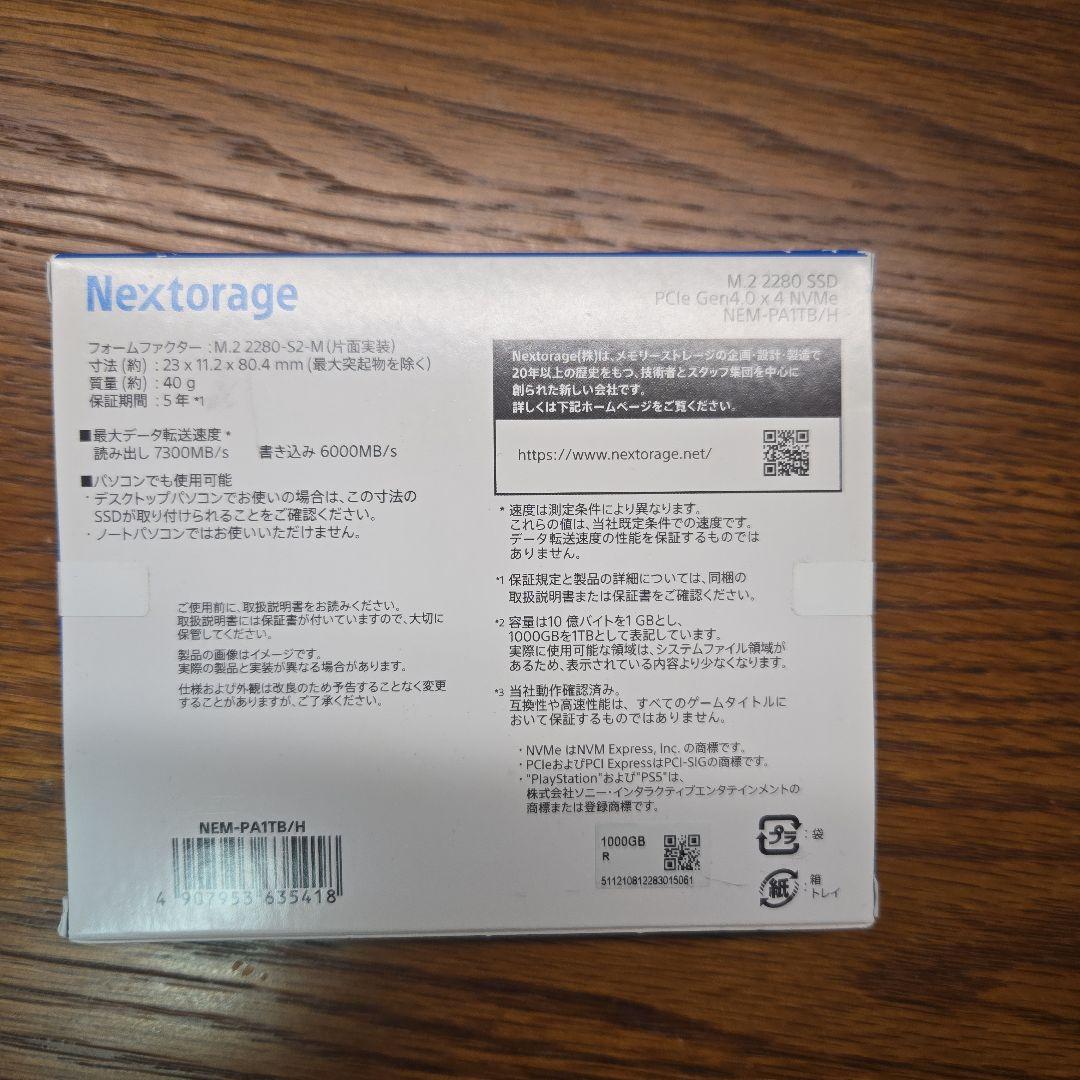 Nextorage
M.2 2280 SSD
PCIe Gen4.0 x 4 NVMe
NEM-PA1TB/H
フォームファクター : M.2 2280-S2-M (片面実装)
寸法 (約) : 23 x 11.2 x 80.4 mm (最大突起物を除く)
質量 (約) : 40 g
保証期間 : 5 年 *1
■最大データ転送速度 *
読み出し 7300MB/s 書き込み 6000MB/s
■パソコンでも使用可能
・デスクトップパソコンでお使いの場合は、この寸法の
SSDが取り付けられることをご確認ください。
・ノートパソコンではお使いいただけません。
ご使用前に、取扱説明書をお読みください。
取扱説明書には保証書が付いていますので、大切に
保管してください。
製品の画像はイメージです。
実際の製品と実装が異なる場合があります。
仕様および外観は改良のため予告することなく変更
することがありますが、ご了承ください。
NEM-PA1TB/H
4 907953 635418
Nextorage(株)は、メモリーストレージの企画・設計・製造で
20年以上の歴史をもつ、技術者とスタッフ集団を中心に
創られた新しい会社です。
詳しくは下記ホームページをご覧ください。
https://www.nextorage.net/
* 速度は測定条件により異なります。
これらの値は、当社既定条件での速度です。
データ転送速度の性能を保証するものでは
ありません。
*1 保証規定と製品の詳細については、同梱の
取扱説明書または保証書をご確認ください。
*2 容量は10 億バイトを1 GBとし、
1000GBを1TBとして表記しています。
実際に使用可能な領域は、システムファイル領域が
あるため、表示されている内容より少なくなります。
*3 当社動作確認済み。
互換性や高速性能は、すべてのゲームタイトルに
おいて保証するものではありません。
・NVMe はNVM Express, Inc. の商標です。
・PCIeおよびPCI ExpressはPCI-SIGの商標です。
・"PlayStation"および"PS5"は、
株式会社ソニー・インタラクティブエンタテインメントの
商標または登録商標です。
1000GB
R
511210812283015061
プラ : 袋
紙 : 箱
トレイ